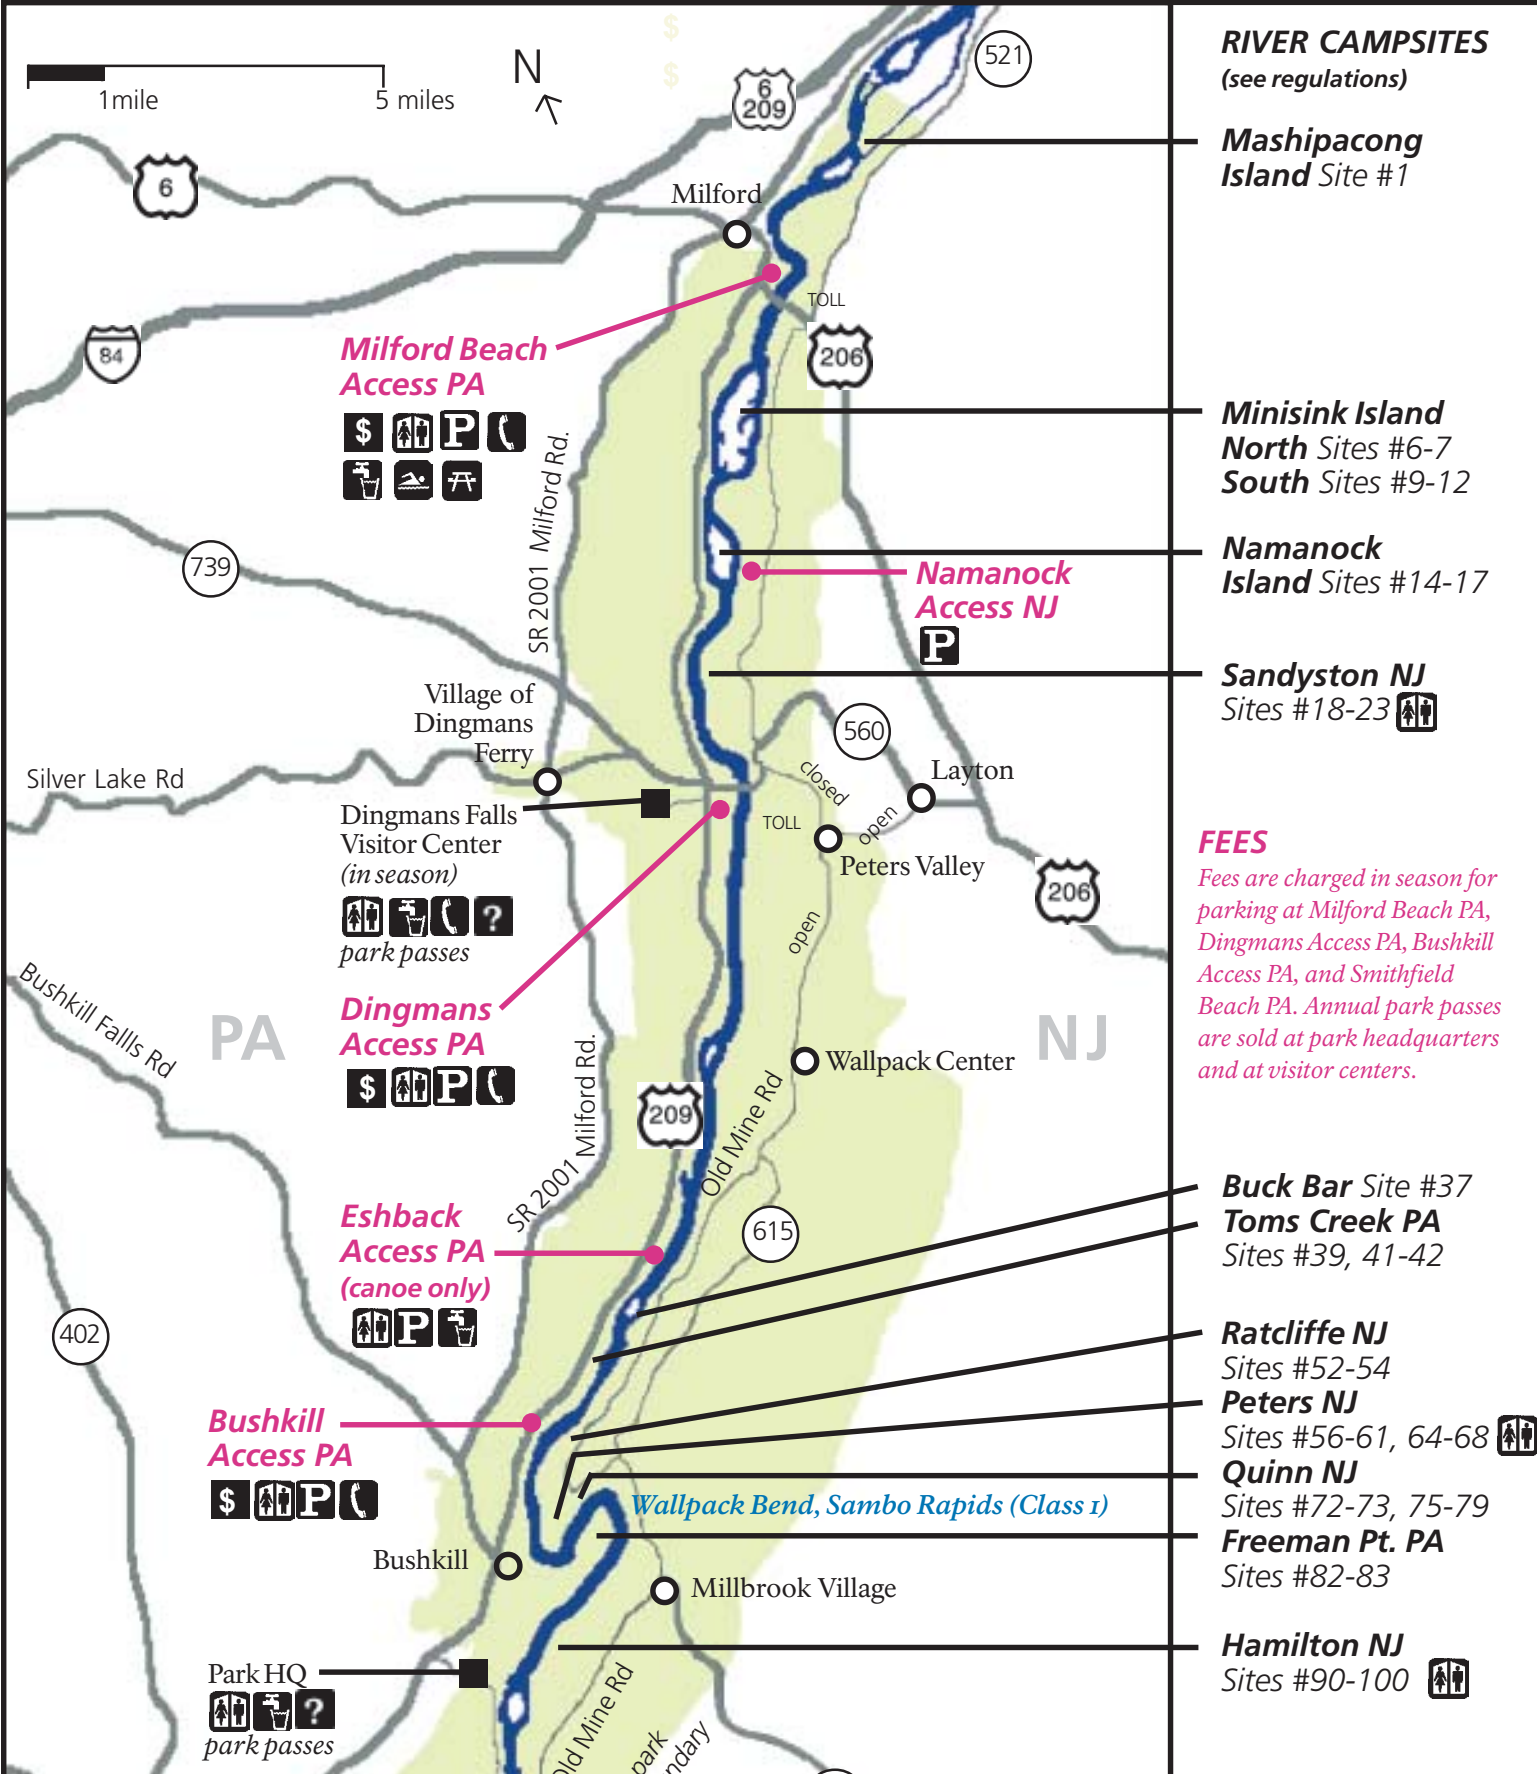 1mile
5 miles
N
$
$
521
6
209
6
Milford
TOLL
84
206
Milford Beach
Access PA
$ P
SR 2001 Milford Rd.
739
Namanock
Access NJ
P
Village of
Dingmans
Ferry
560
Silver Lake Rd
closed
Layton
Dingmans Falls
Visitor Center
(in season)
?
park passes
TOLL
open
Peters Valley
206
open
Bushkill Fallls Rd
Dingmans
Access PA
$ P
PA
NJ
Wallpack Center
209
Old Mine Rd
SR 2001 Milford Rd.
Eshback
Access PA
(canoe only)
P
615
402
Bushkill
Access PA
$ P
Wallpack Bend, Sambo Rapids (Class 1)
Bushkill
Millbrook Village
Park HQ
?
park passes
Old Mine Rd
park
ndary
RIVER CAMPSITES
(see regulations)
Mashipacong
Island Site #1
Minisink Island
North Sites #6-7
South Sites #9-12
Namanock
Island Sites #14-17
Sandyston NJ
Sites #18-23
FEES
Fees are charged in season for
parking at Milford Beach PA,
Dingmans Access PA, Bushkill
Access PA, and Smithfield
Beach PA. Annual park passes
are sold at park headquarters
and at visitor centers.
Buck Bar Site #37
Toms Creek PA
Sites #39, 41-42
Ratcliffe NJ
Sites #52-54
Peters NJ
Sites #56-61, 64-68
Quinn NJ
Sites #72-73, 75-79
Freeman Pt. PA
Sites #82-83
Hamilton NJ
Sites #90-100